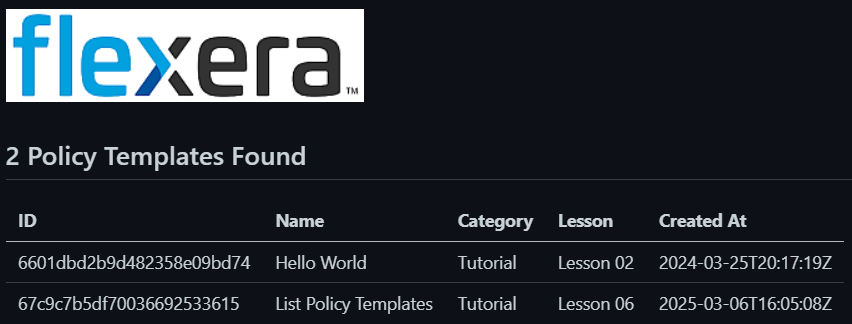 flexera™
2 Policy Templates Found
ID Name Category Lesson Created At
6601dbd2b9d482358e09bd74 Hello World Tutorial Lesson 02 2024-03-25T20:17:19Z
67c9c7b5df70036692533615 List Policy Templates Tutorial Lesson 06 2025-03-06T16:05:08Z